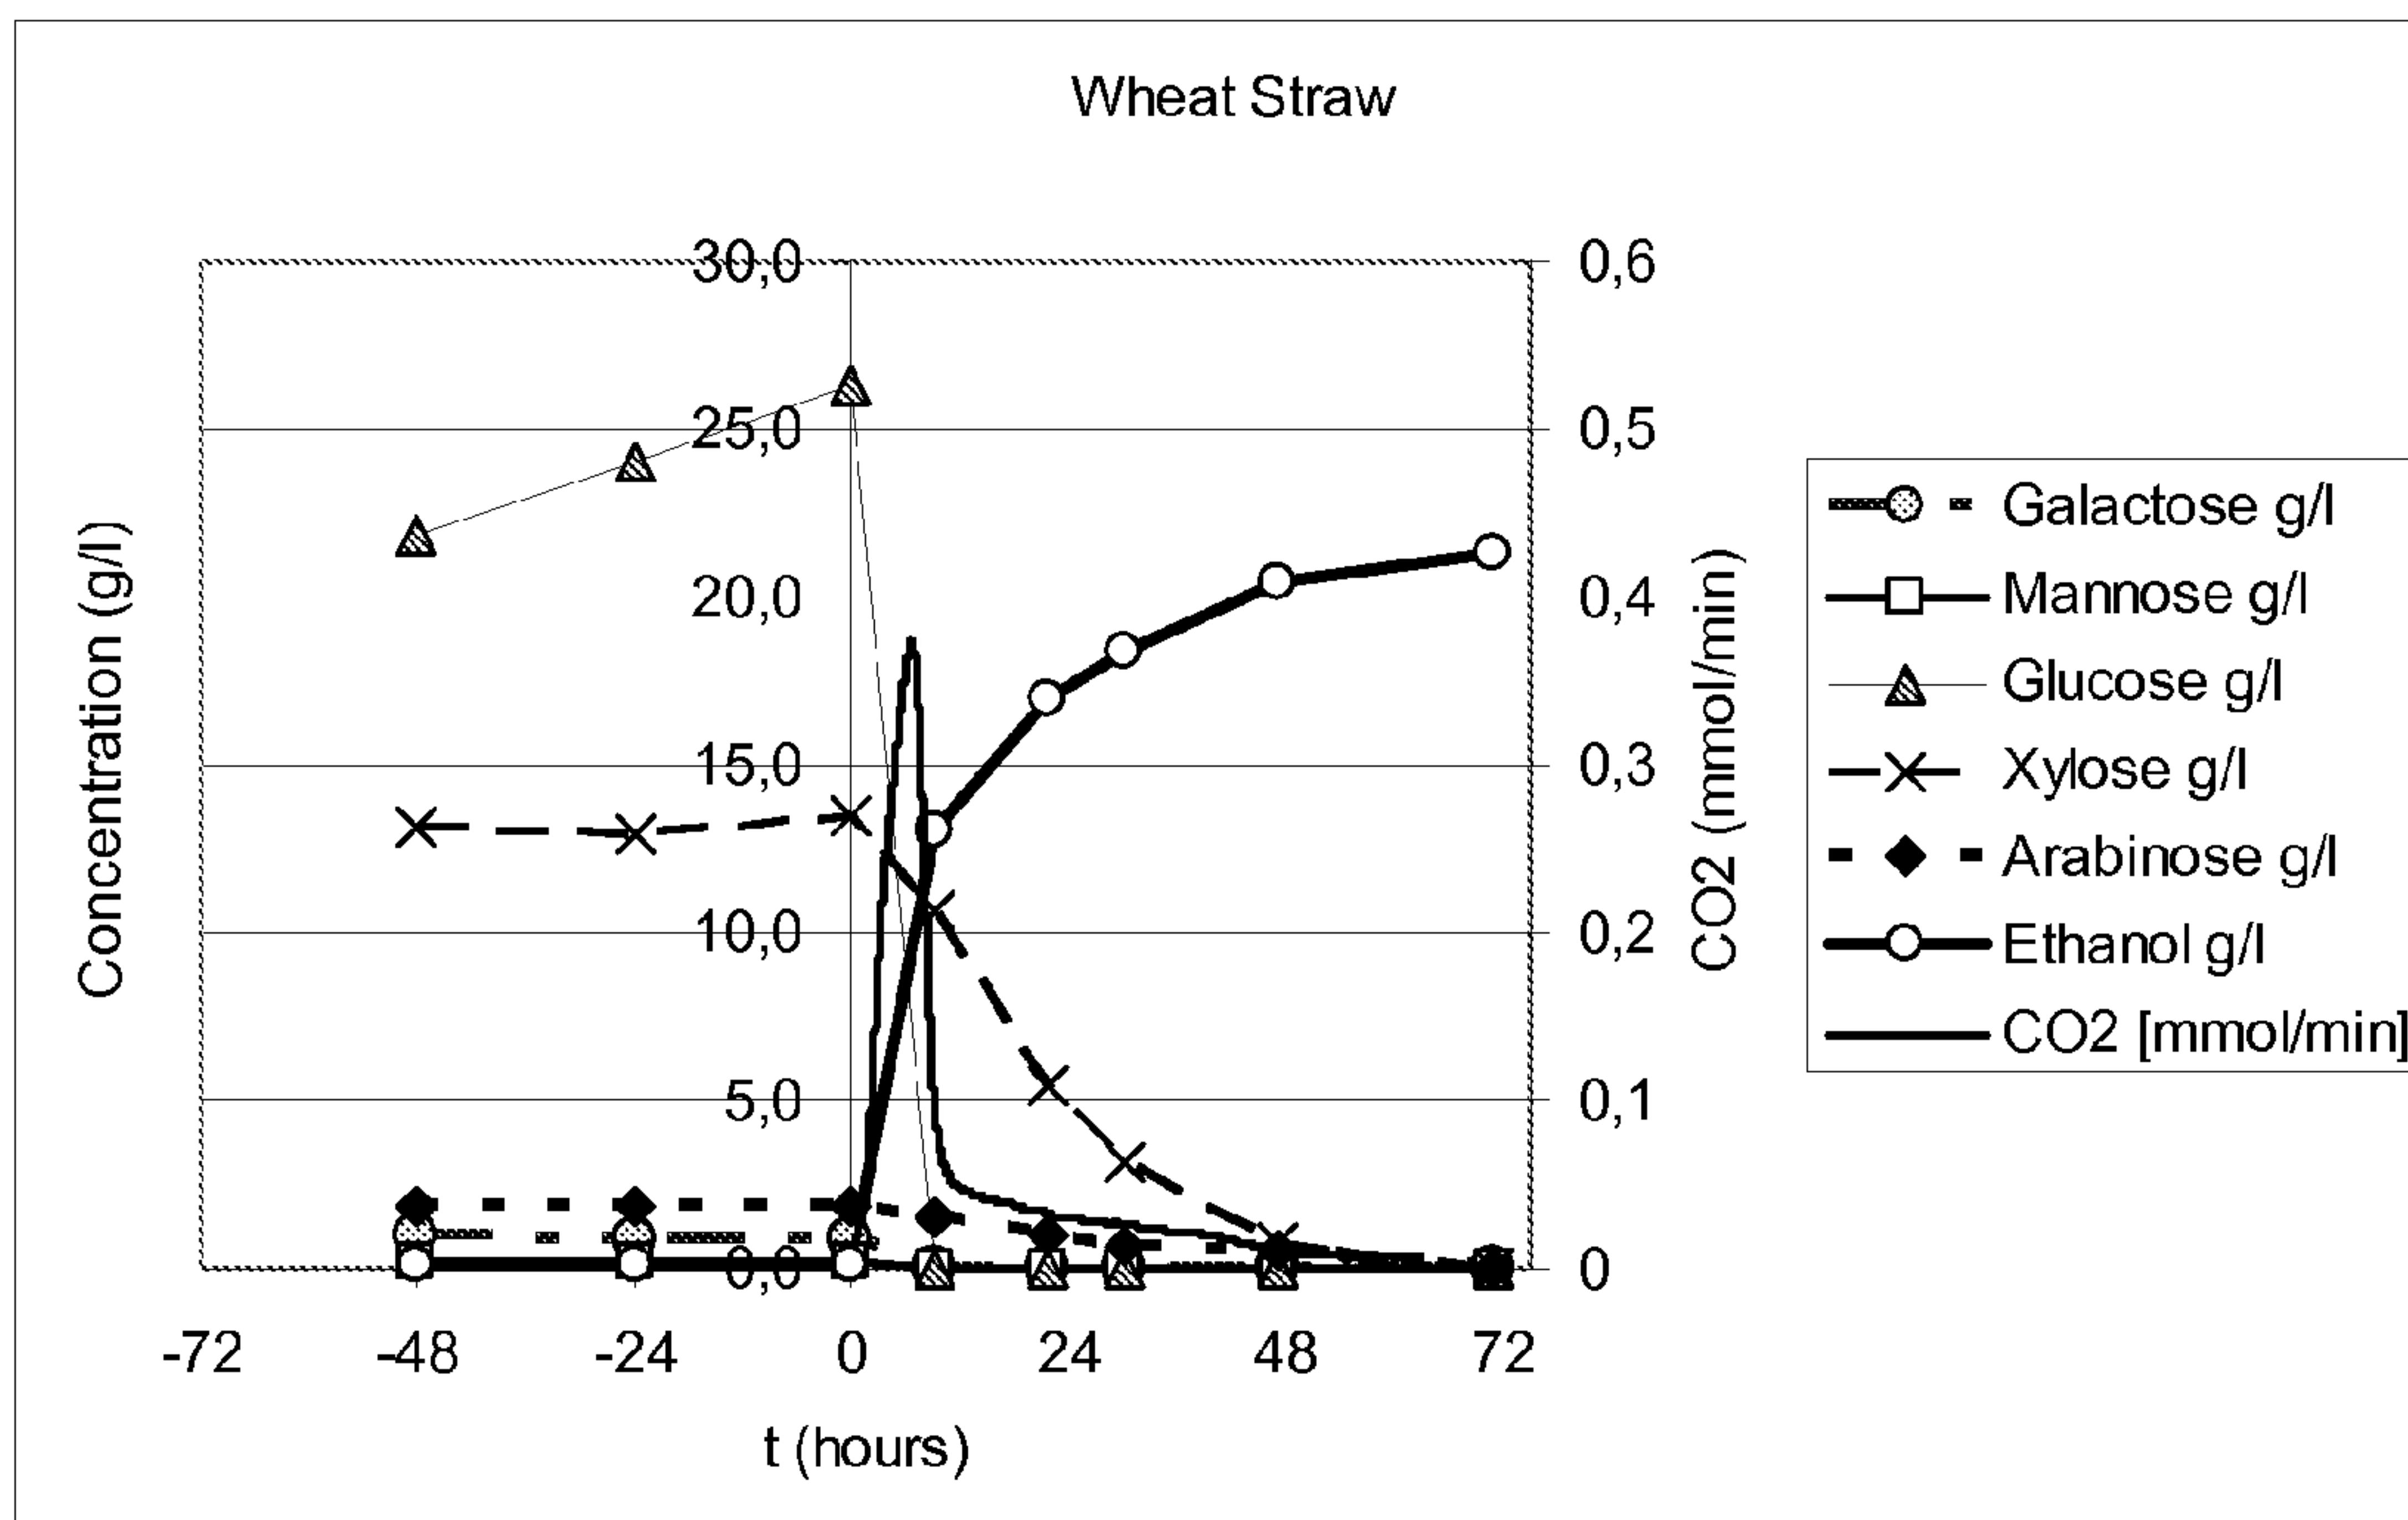 Wheat Straw
30,0
25,0
20,0
15,0
10,0
5,0
0,0
0,6
0,5
0,4
0,3
0,2
0,1
0
Concentration (g/l)
CO2 (mmol/min)
-72 -48 -24 0 24 48 72
t (hours)
Galactose g/l
Mannose g/l
Glucose g/l
Xylose g/l
Arabinose g/l
Ethanol g/l
CO2 [mmol/min]